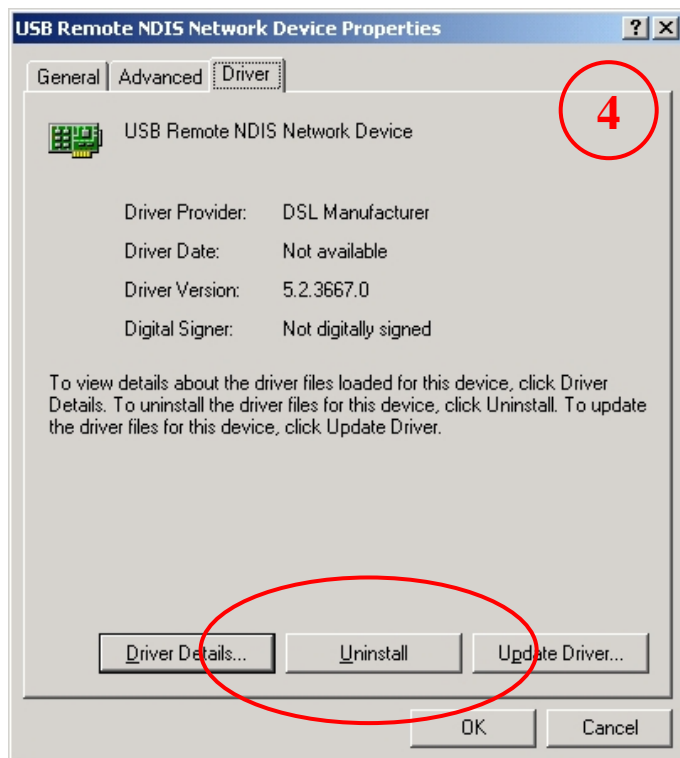 USB Remote NDIS Network Device Properties
General Advanced Driver
4
USB Remote NDIS Network Device
Driver Provider: DSL Manufacturer
Driver Date: Not available
Driver Version: 5.2.3667.0
Digital Signer: Not digitally signed
To view details about the driver files loaded for this device, click Driver
Details. To uninstall the driver files for this device, click Uninstall. To update
the driver files for this device, click Update Driver.
Driver Details... Uninstall Update Driver...
OK Cancel